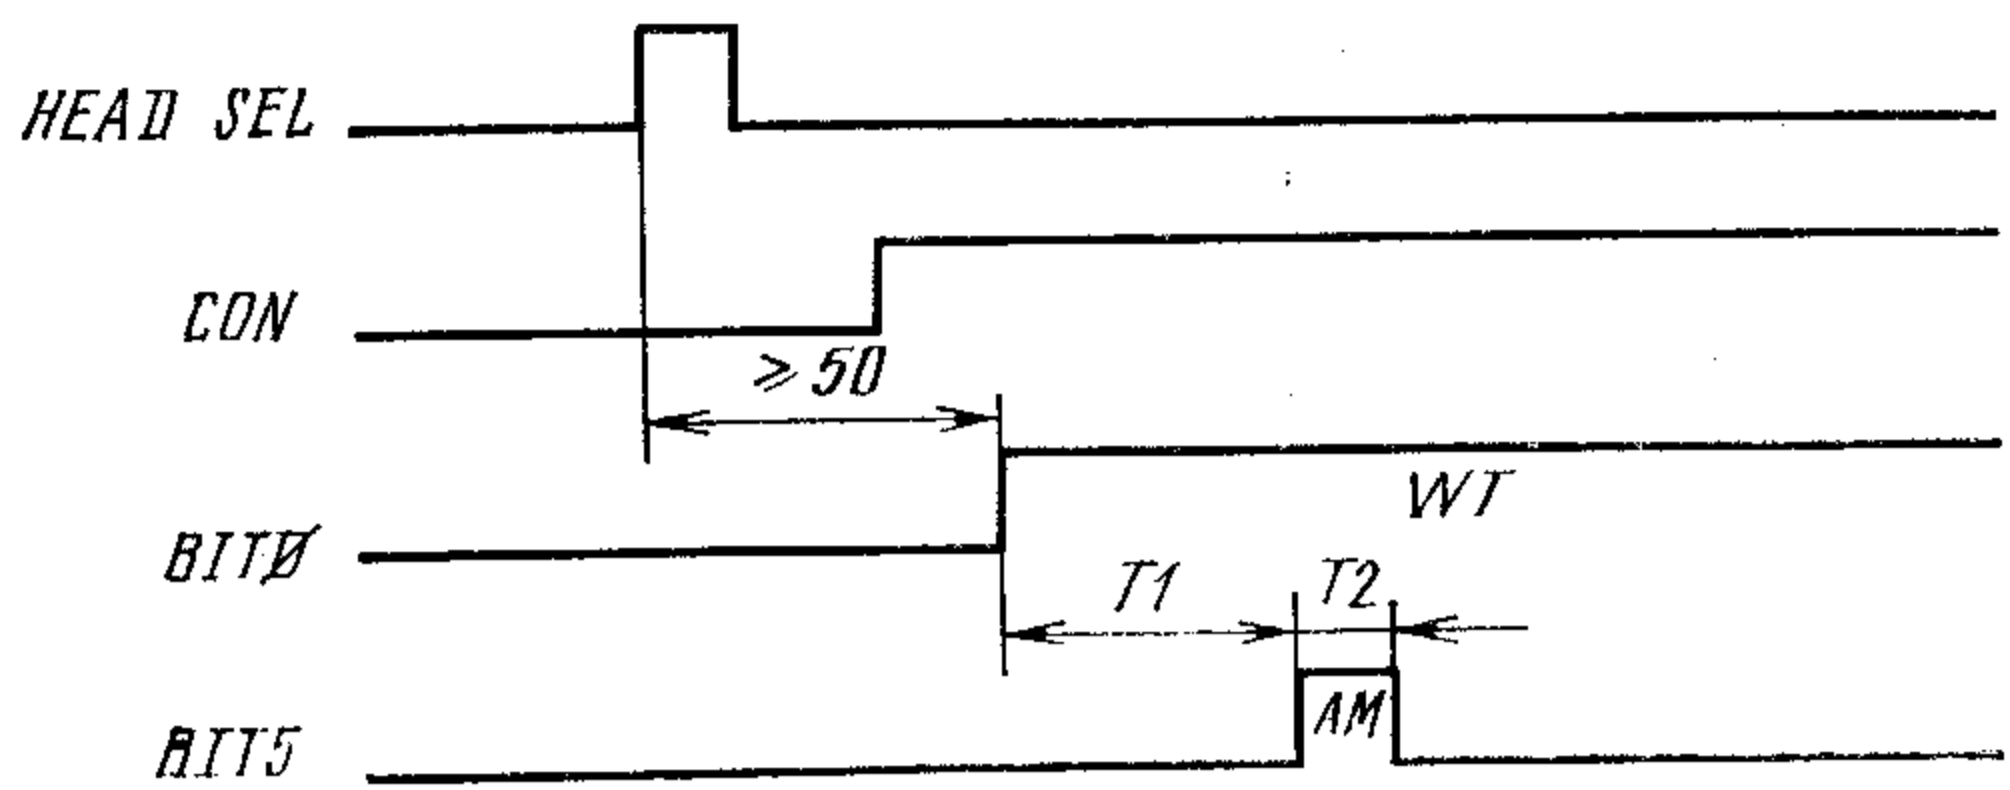 HEAD SEL
CON
≥ 50
WT
BITØ
T1 T2
AM
BIT5